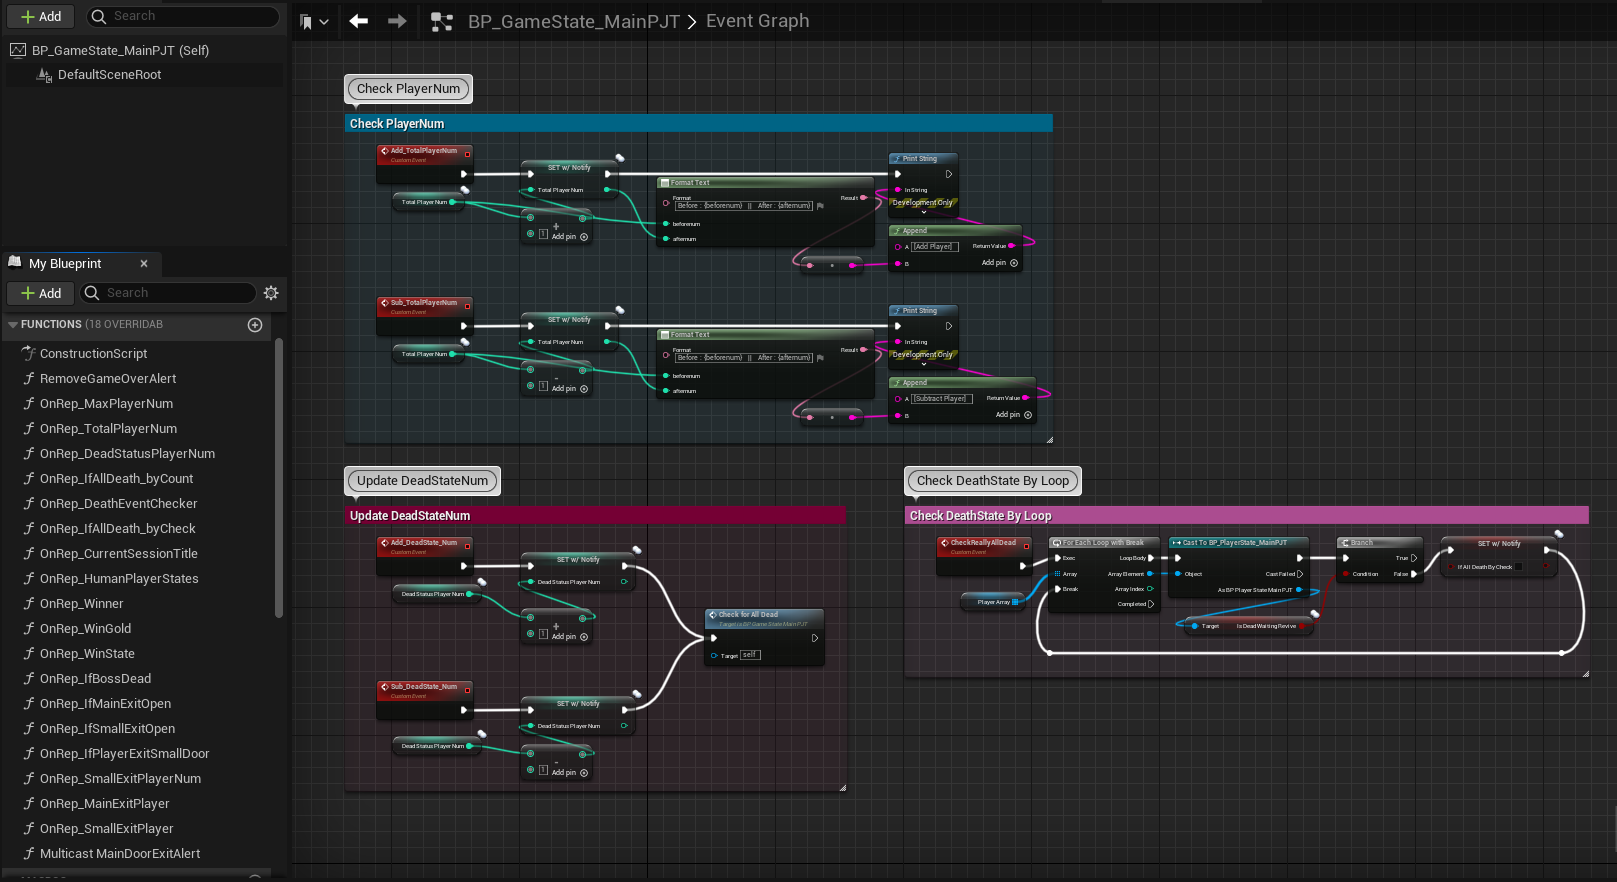 Add
Search
BP_GameState_MainPJT (Self)
DefaultSceneRoot
My Blueprint
Add
Search
FUNCTIONS (18 OVERRIDAB
ConstructionScript
RemoveGameOverAlert
OnRep_MaxPlayerNum
OnRep_TotalPlayerNum
OnRep_DeadStatusPlayerNum
OnRep_IfAllDeath_byCount
OnRep_DeathEventChecker
OnRep_IfAllDeath_byCheck
OnRep_CurrentSessionTitle
OnRep_HumanPlayerStates
OnRep_Winner
OnRep_WinGold
OnRep_WinState
OnRep_IfBossDead
OnRep_IfMainExitOpen
OnRep_IfSmallExitOpen
OnRep_IfPlayerExitSmallDoor
OnRep_SmallExitPlayerNum
OnRep_MainExitPlayer
OnRep_SmallExitPlayer
Multicast MainDoorExitAlert
BP_GameState_MainPJT > Event Graph
Check PlayerNum
Check PlayerNum
Add_TotalPlayerNum
Custom Event
Total Player Num
SET w/ Notify
Total Player Num
+
1
Add pin
Format Text
Format
Before : {beforenum} || After : {afternum}
Result
beforenum
afternum
Print String
In String
Development Only
Append
A [Add Player]
Return Value
B
Add pin
Sub_TotalPlayerNum
Custom Event
Total Player Num
SET w/ Notify
Total Player Num
-
1
Add pin
Format Text
Format
Before : {beforenum} || After : {afternum}
Result
beforenum
afternum
Print String
In String
Development Only
Append
A [Subtract Player]
Return Value
B
Add pin
Update DeadStateNum
Update DeadStateNum
Add_DeadState_Num
Custom Event
Dead Status Player Num
SET w/ Notify
Dead Status Player Num
+
1
Add pin
Check for All Dead
Target is BP Game State Main PJT
Target self
Sub_DeadState_Num
Custom Event
Dead Status Player Num
SET w/ Notify
Dead Status Player Num
-
1
Add pin
Check DeathState By Loop
Check DeathState By Loop
CheckReallyAllDead
Custom Event
Player Array
For Each Loop with Break
Exec
Loop Body
Array
Array Element
Break
Array Index
Completed
Cast To BP_PlayerState_MainPJT
Object
Cast Failed
As BP Player State Main PJT
Target
Is Dead Waiting Revive
Branch
True
Condition
False
SET w/ Notify
If All Death By Check